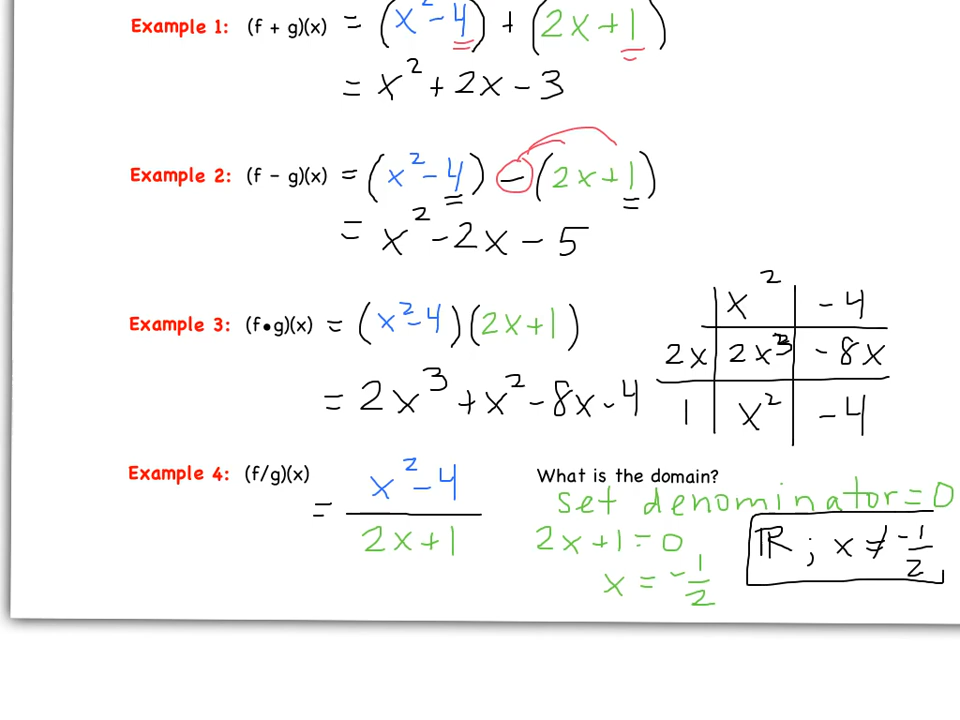 Example 1: (f + g)(x) = (x²-4) + (2x+1)
= x² + 2x - 3
Example 2: (f - g)(x) = (x²-4) - (2x+1)
= x² - 2x - 5
x² | -4
Example 3: (f•g)(x) = (x²-4)(2x+1)
2x | 2x³ | -8x
= 2x³ + x² - 8x - 4
1 | x² | -4
Example 4: (f/g)(x) = x²-4 / 2x+1
What is the domain?
set denominator = 0
2x+1 = 0
x = -1/2
ℝ ; x ≠ -1/2